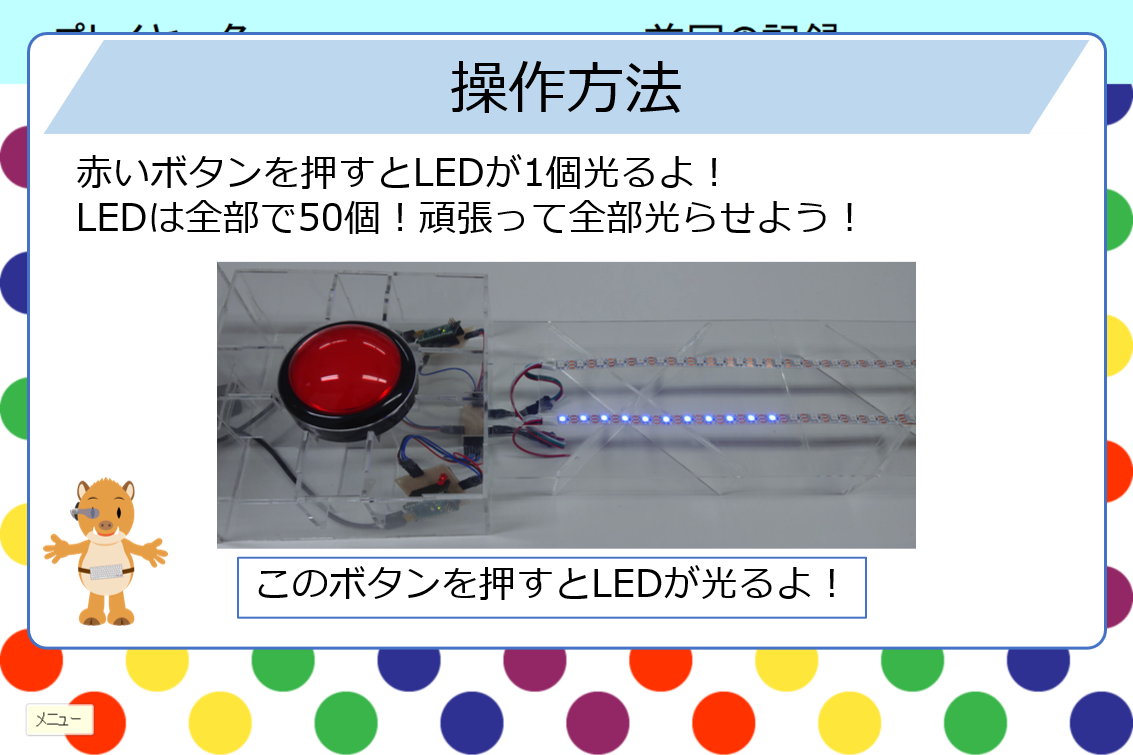 操作方法
赤いボタンを押すとLEDが1個光るよ！
LEDは全部で50個！頑張って全部光らせよう！
このボタンを押すとLEDが光るよ！
メニュー